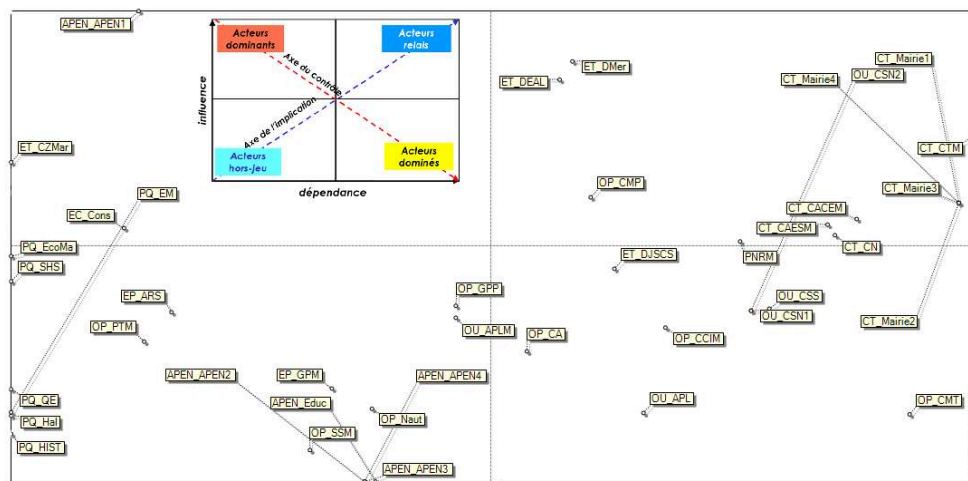 APEN_APEN1
Acteurs
dominants
Acteurs
relais
Axe du contrôle
Axe de l'implication
influence
Acteurs
hors-jeu
Acteurs
dominés
dépendance
ET_DMer
ET_DEAL
CT_Mairie1
OU_CSN2
CT_Mairie4
ET_CZMar
CT_CTM
OP_CMP
PQ_EM
CT_Mairie3
EC_Cons
CT_CACEM
CT_CAESM
CT_CN
PQ_EcoMa
PNRM
ET_DJSCS
PQ_SHS
OP_GPP
EP_ARS
OU_CSS
OU_CSN1
CT_Mairie2
OP_PTM
OU_APLM
OP_CA
OP_CCIM
APEN_APEN2
EP_GPM
APEN_APEN4
PQ_QE
APEN_Educ
OU_APL
OP_CMT
PQ_Hal
OP_Naut
OP_SSM
PQ_HIST
APEN_APEN3